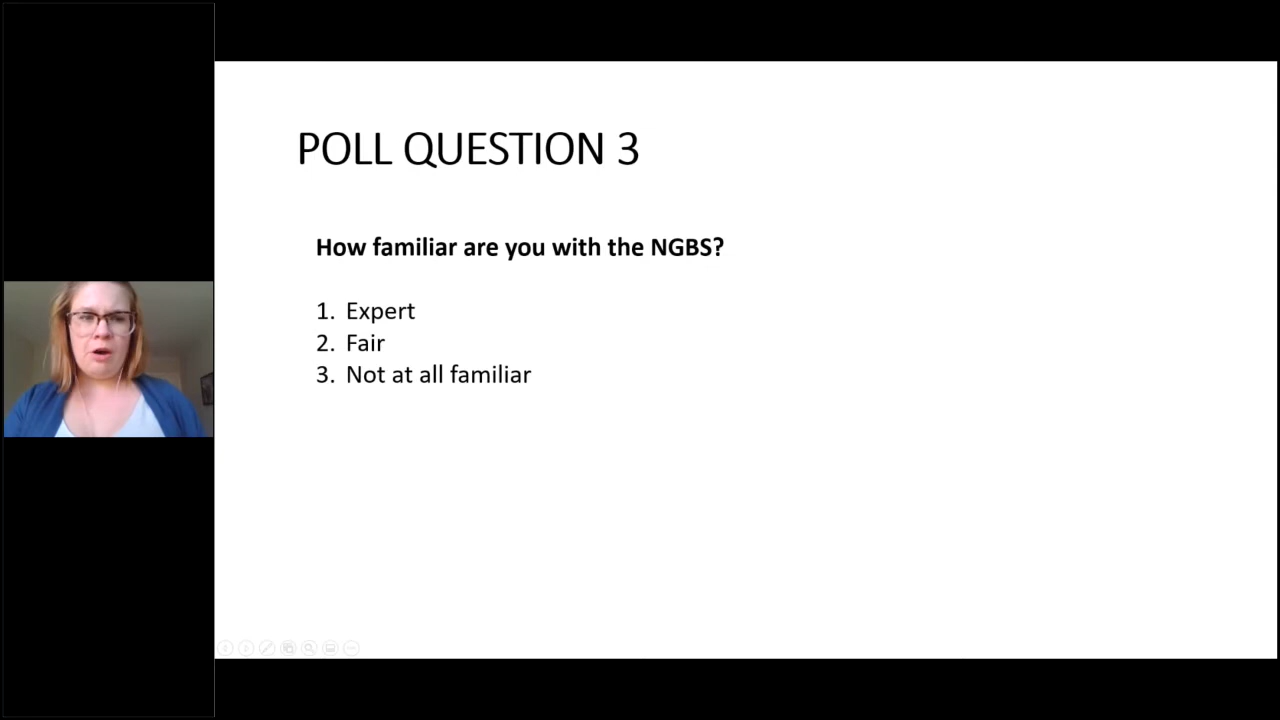 POLL QUESTION 3
How familiar are you with the NGBS?
1. Expert
2. Fair
3. Not at all familiar